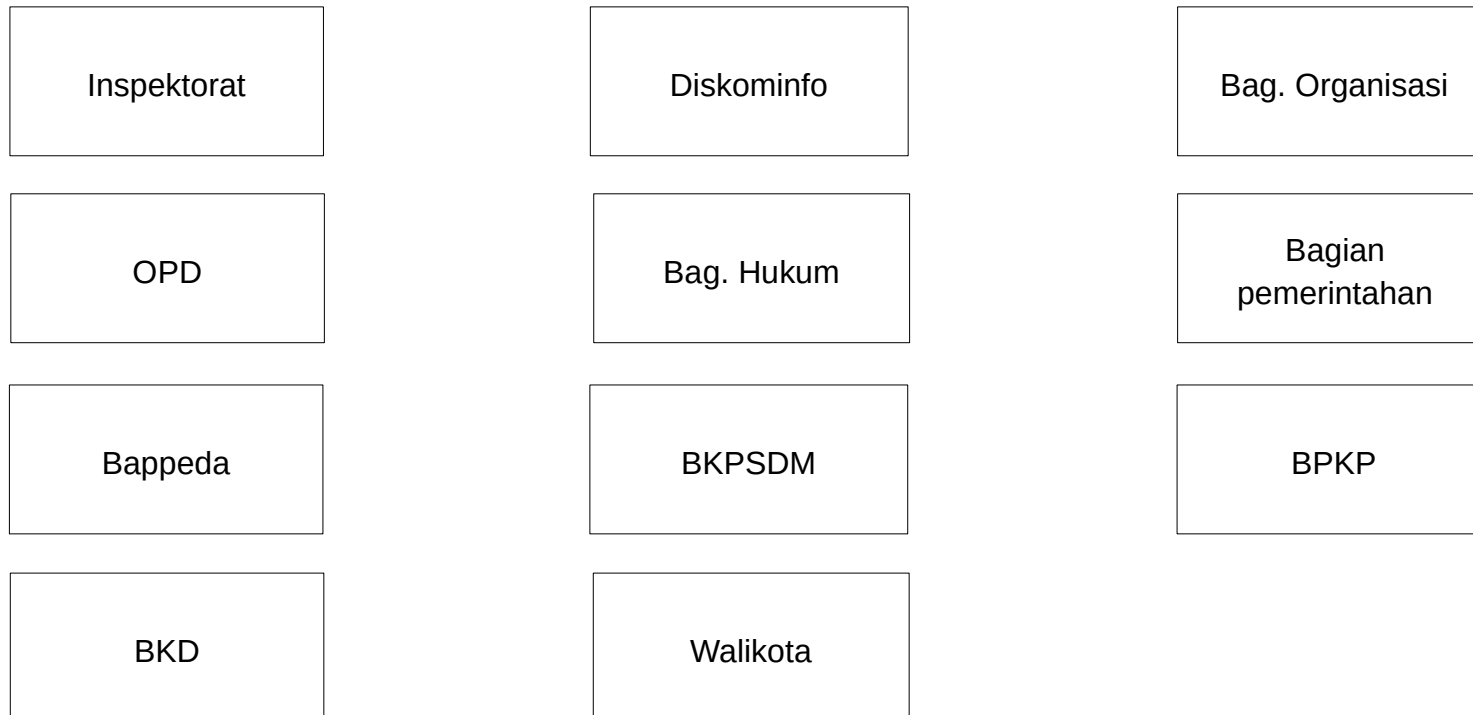 Inspektorat
Diskominfo
Bag. Organisasi
OPD
Bag. Hukum
Bagian
pemerintahan
Bappeda
BKPSDM
BPKP
BKD
Walikota